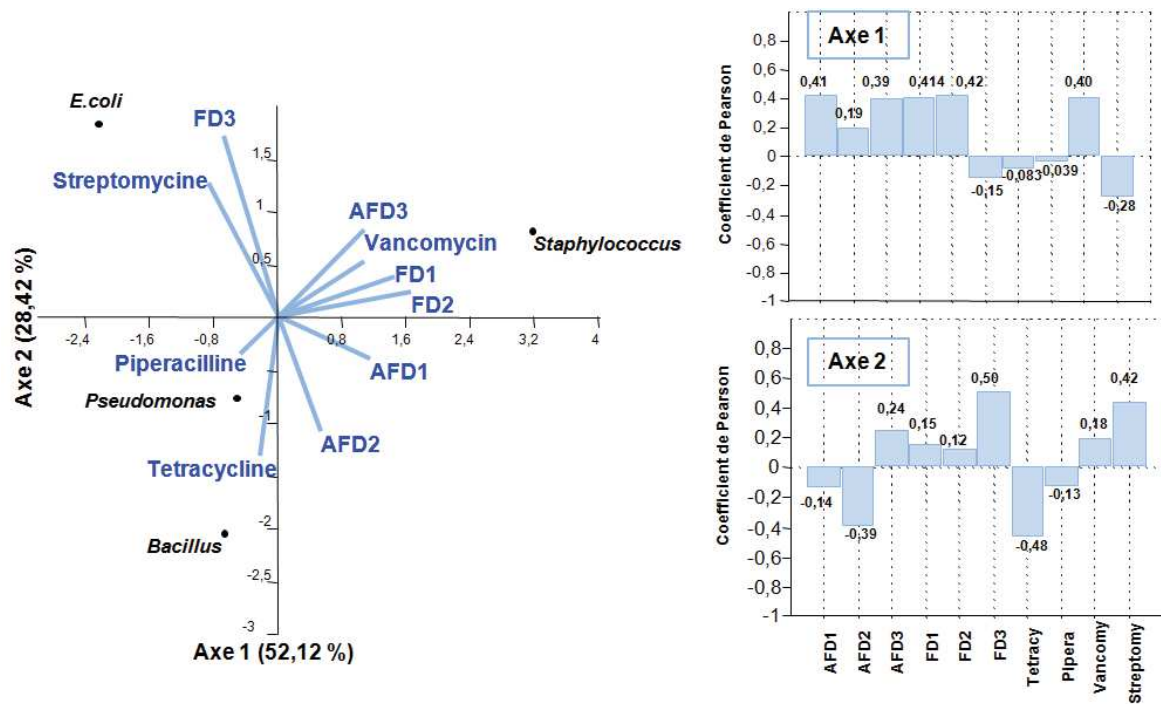 E.coli
FD3
Streptomycine
AFD3
Vancomycin
Staphylococcus
FD1
FD2
AFD1
Piperacilline
Pseudomonas
AFD2
Tetracycline
Bacillus
1,5
1
0,5
-1
-1,5
-2
-2,5
-3
-2,4
-1,6
-0,8
0,8
1,6
2,4
3,2
4
Axe 2 (28,42 %)
Axe 1 (52,12 %)
Axe 1
Coefficient de Pearson
0,8
0,6
0,4
0,2
0
-0,2
-0,4
-0,6
-0,8
-1
0,41
0,19
0,39
0,414
0,42
-0,15
-0,083
-0,039
0,40
-0,28
Axe 2
Coefficient de Pearson
0,8
0,6
0,4
0,2
0
-0,2
-0,4
-0,6
-0,8
-1
-0,14
-0,39
0,24
0,15
0,12
0,50
-0,48
-0,13
0,18
0,42
AFD1
AFD2
AFD3
FD1
FD2
FD3
Tetracy
Pipera
Vancomy
Streptomy